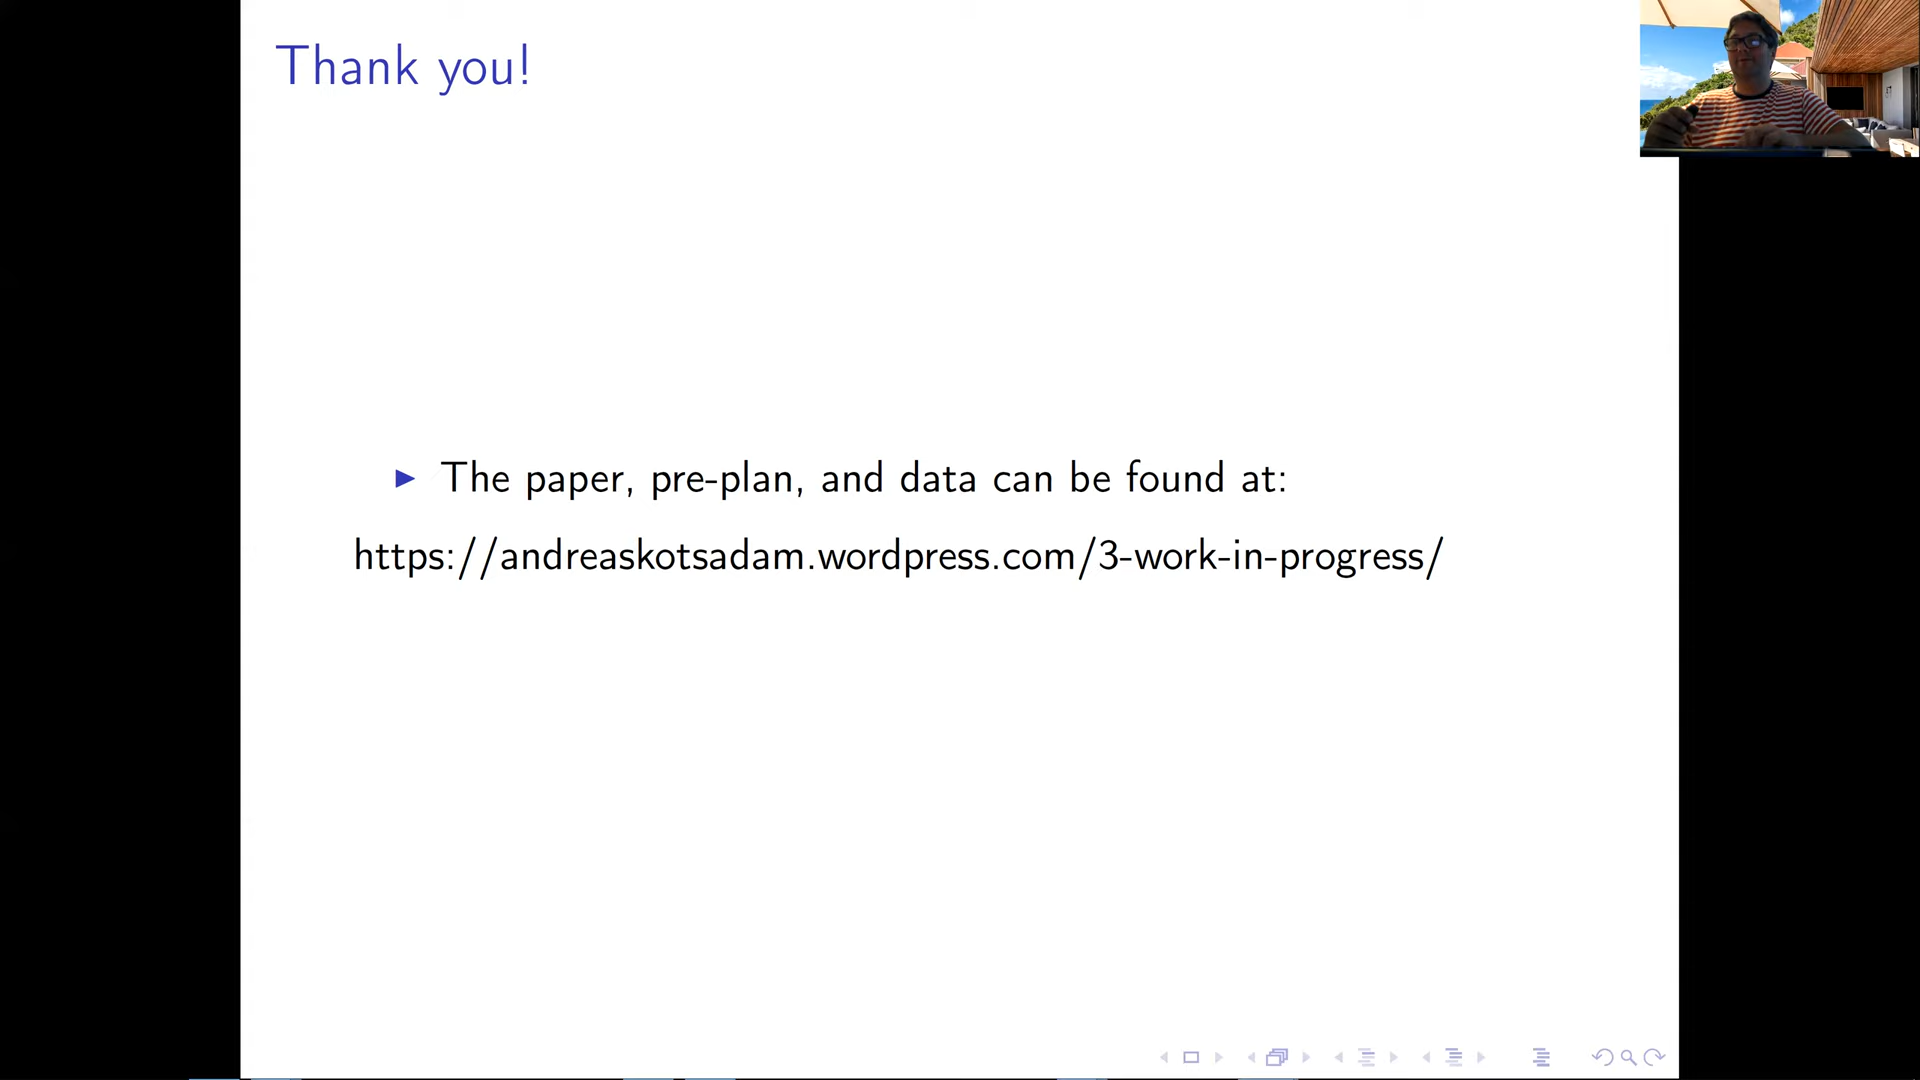 Thank you!
The paper, pre-plan, and data can be found at:
https://andreaskotsadam.wordpress.com/3-work-in-progress/